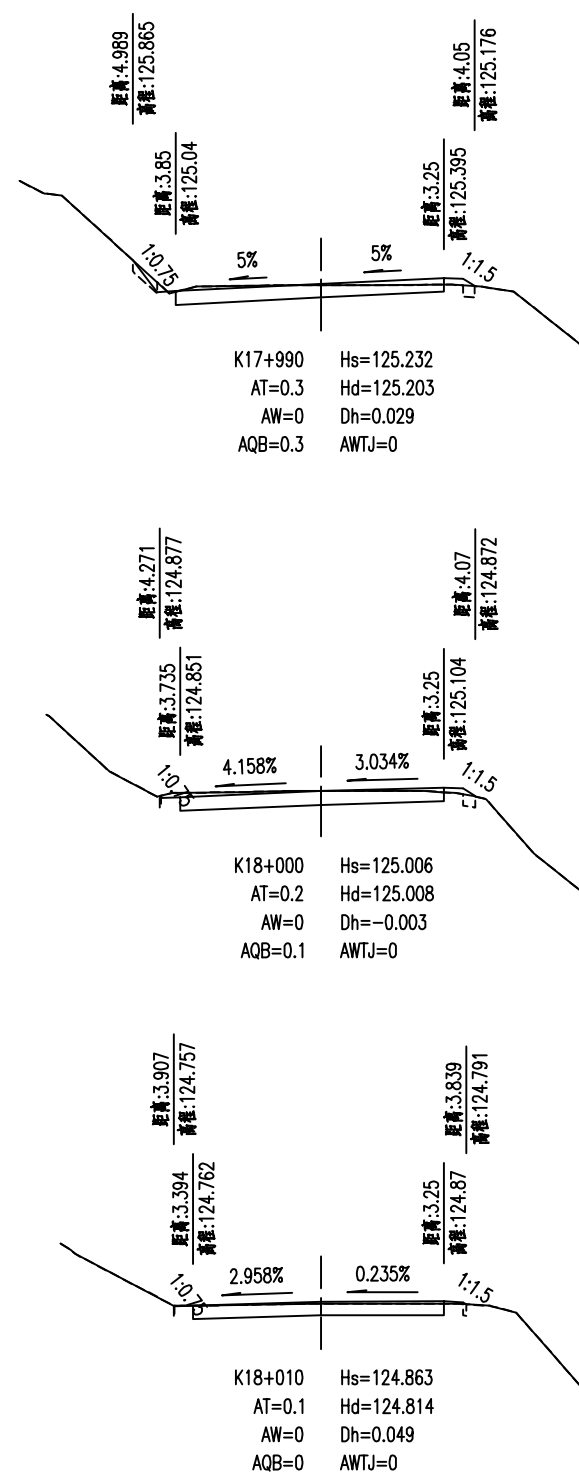 距离:4.989
高程:125.865
距离:4.05
高程:125.176
距离:3.85
高程:125.04
距离:3.25
高程:125.395
1:0.75
5%
5%
1:1.5
K17+990 Hs=125.232
AT=0.3 Hd=125.203
AW=0 Dh=0.029
AQB=0.3 AWTJ=0
距离:4.271
高程:124.877
距离:4.07
高程:124.872
距离:3.735
高程:124.851
距离:3.25
高程:125.104
4.158%
3.034%
1:1.5
K18+000 Hs=125.006
AT=0.2 Hd=125.008
AW=0 Dh=-0.003
AQB=0.1 AWTJ=0
距离:3.907
高程:124.757
距离:3.839
高程:124.791
距离:3.394
高程:124.762
距离:3.25
高程:124.87
1:0.75
2.958%
0.235%
1:1.5
K18+010 Hs=124.863
AT=0.1 Hd=124.814
AW=0 Dh=0.049
AQB=0 AWTJ=0